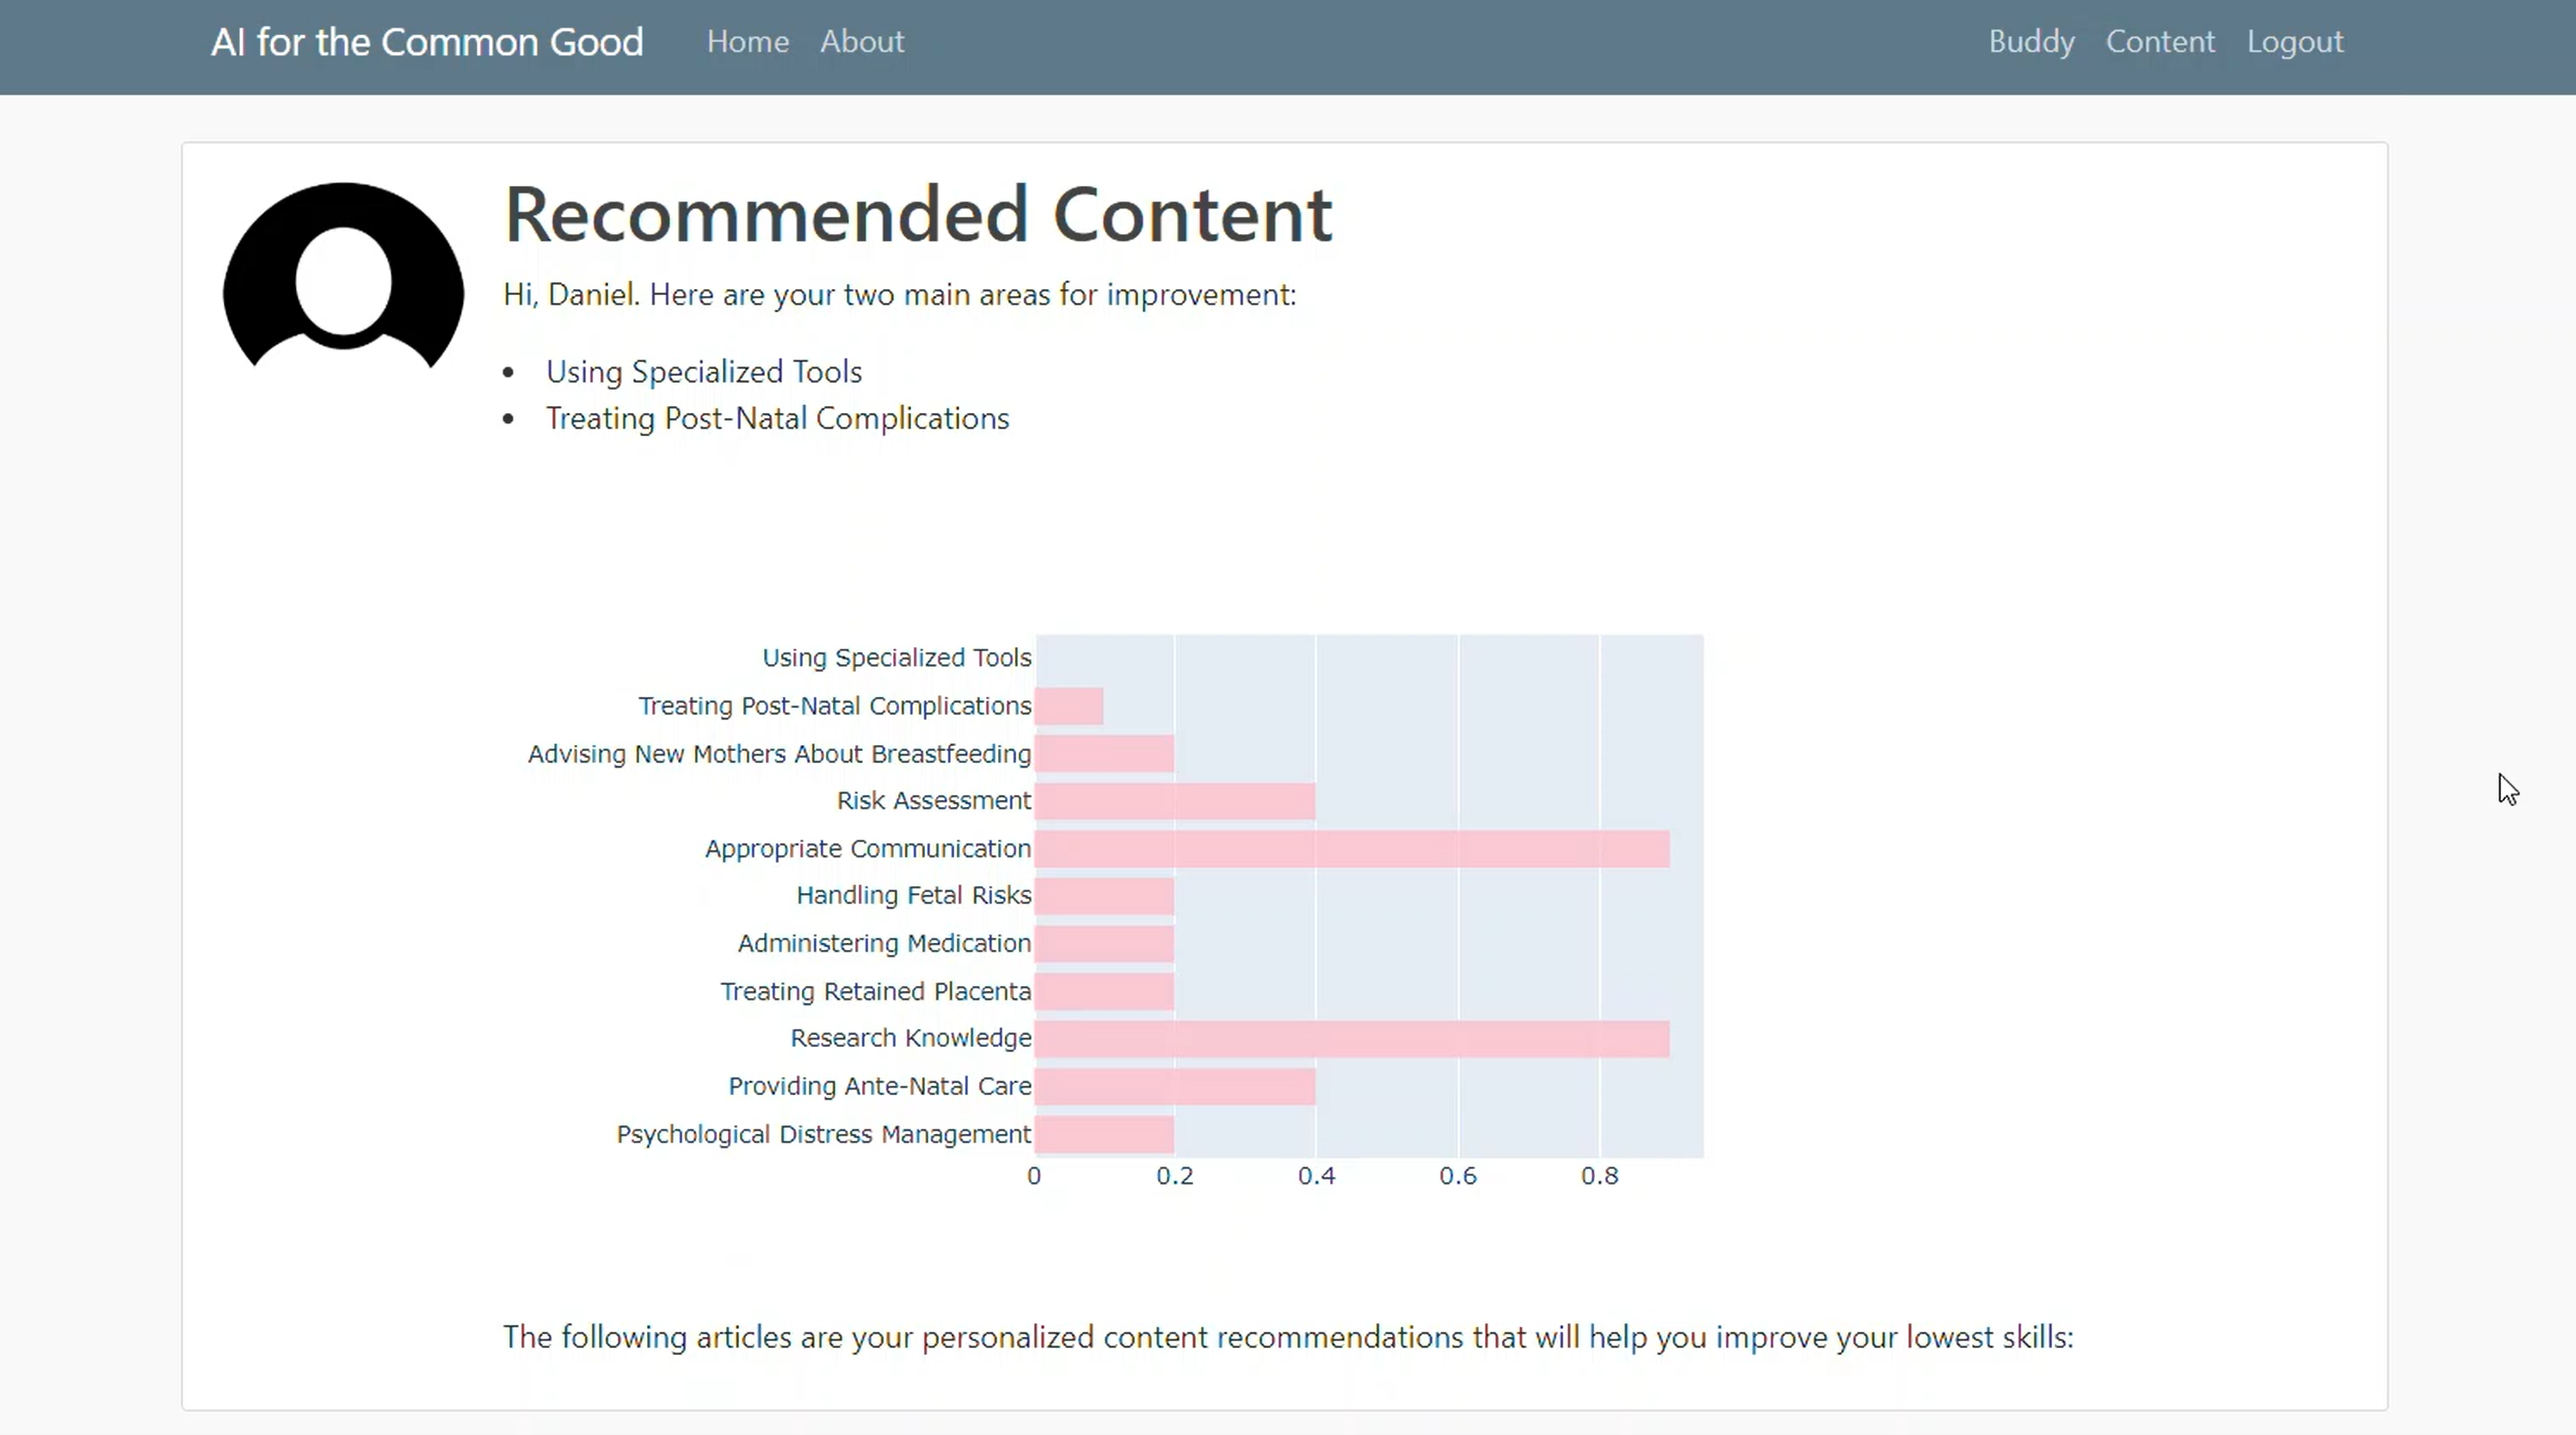 AI for the Common Good Home About Buddy Content Logout
Recommended Content
Hi, Daniel. Here are your two main areas for improvement:
• Using Specialized Tools
• Treating Post-Natal Complications
Using Specialized Tools
Treating Post-Natal Complications
Advising New Mothers About Breastfeeding
Risk Assessment
Appropriate Communication
Handling Fetal Risks
Administering Medication
Treating Retained Placenta
Research Knowledge
Providing Ante-Natal Care
Psychological Distress Management
0 0.2 0.4 0.6 0.8
The following articles are your personalized content recommendations that will help you improve your lowest skills: